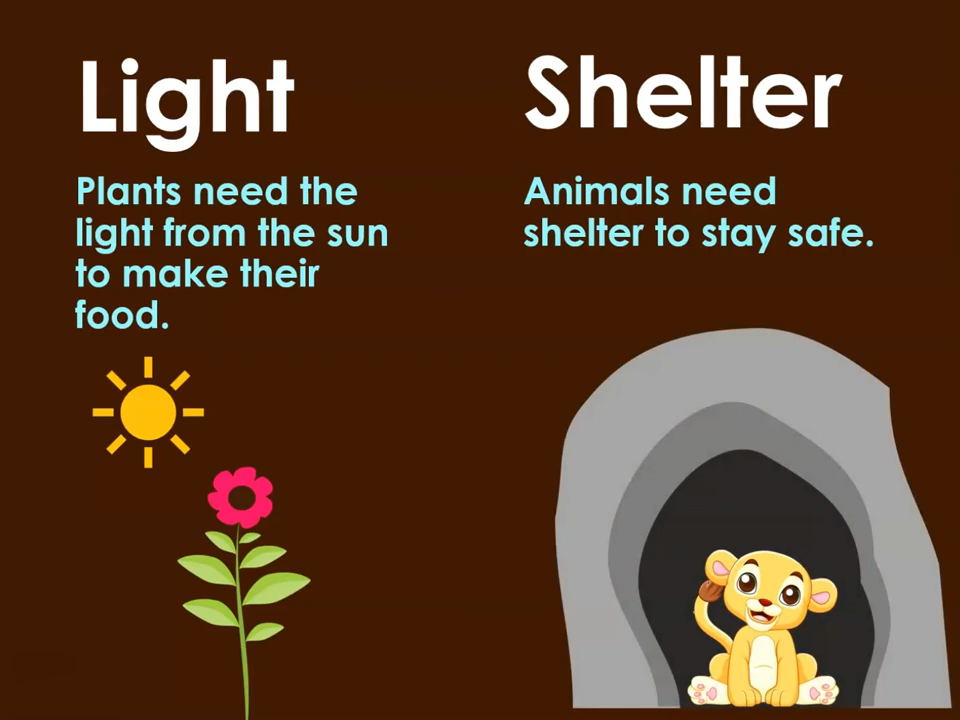 Light
Plants need the
light from the sun
to make their
food.
Shelter
Animals need
shelter to stay safe.